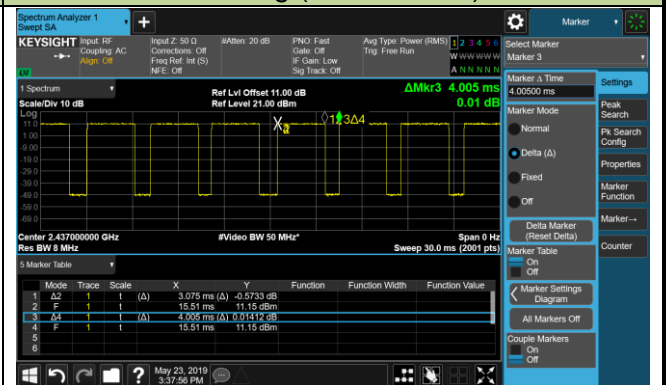 Spectrum Analyzer 1
Swept SA
+
Marker
KEYSIGHT
Input: RF
Coupling: AC
Align: Off
Input Z: 50 Ω
Corrections: Off
Freq Ref: Int (S)
NFE: Off
#Atten: 20 dB
PNO: Fast
Gate: Off
IF Gain: Low
Sig Track: Off
Avg Type: Power (RMS)
Trig: Free Run
1 2 3 4 5 6
W W W W W W
A N N N N N
LXI
Select Marker
Marker 3
1 Spectrum
Scale/Div 10 dB
Ref Lvl Offset 11.00 dB
Ref Level 21.00 dBm
ΔMkr3 4.005 ms
0.01 dB
Marker Δ Time
4.00500 ms
Settings
Log
11.0
1.00
-9.00
-19.0
-29.0
-39.0
-49.0
-59.0
-69.0
3Δ4
Marker Mode
Normal
Delta (Δ)
Fixed
Off
Peak
Search
Pk Search
Config
Properties
Marker
Function
Marker→
Counter
Center 2.437000000 GHz
Res BW 8 MHz
#Video BW 50 MHz*
Span 0 Hz
Sweep 30.0 ms (2001 pts)
Delta Marker
(Reset Delta)
Marker Table
On
Off
5 Marker Table
Mode Trace Scale X Y Function Function Width Function Value
1 Δ2 1 t (Δ) 3.075 ms (Δ) -0.5733 dB
2 F 1 t 15.51 ms 11.15 dBm
3 Δ4 1 t (Δ) 4.005 ms (Δ) 0.01412 dB
4 F 1 t 15.51 ms 11.15 dBm
5
6
Marker Settings
Diagram
All Markers Off
Couple Markers
On
Off
?
May 23, 2019
3:37:56 PM